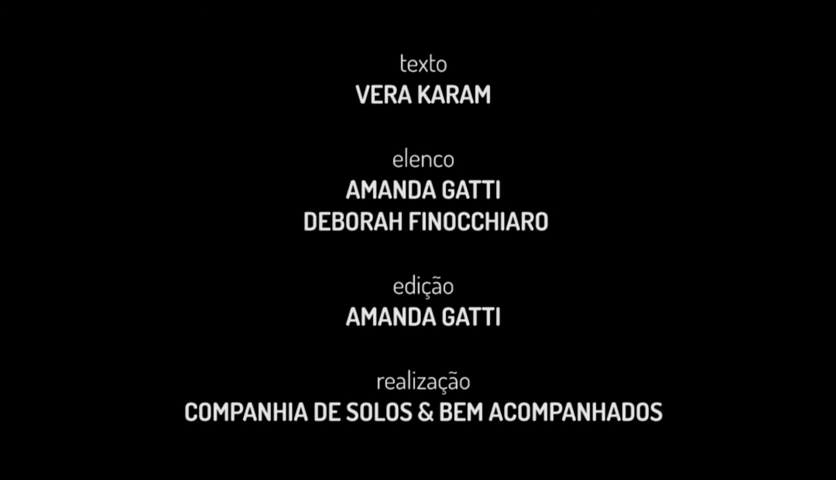 texto
VERA KARAM
elenco
AMANDA GATTI
DEBORAH FINOCCHIARO
edição
AMANDA GATTI
realização
COMPANHIA DE SOLOS & BEM ACOMPANHADOS